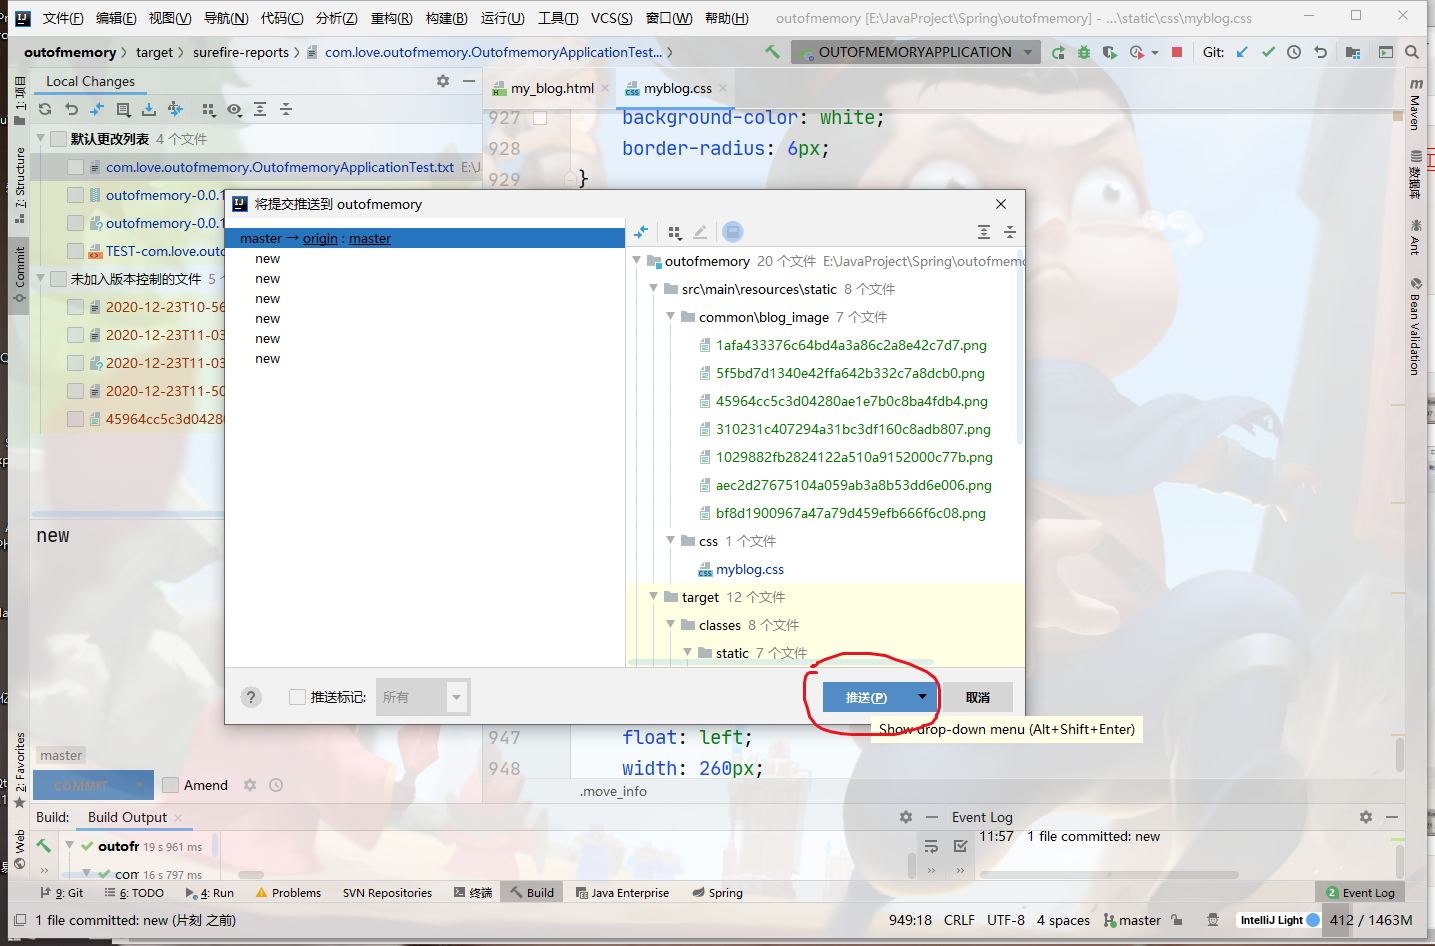 文件(F) 编辑(E) 视图(V) 导航(N) 代码(C) 分析(Z) 重构(R) 构建(B) 运行(U) 工具(T) VCS(S) 窗口(W) 帮助(H) outofmemory [E:\JavaProject\Spring\outofmemory] - ...\static\css\myblog.css
outofmemory target surefire-reports com.love.outofmemory.OutofmemoryApplicationTest... OUTOFMEMORYAPPLICATION Git:
Local Changes
my_blog.html myblog.css
1: 项目
7: Structure
Commit
2: Favorites
Web
默认更改列表 4 个文件
com.love.outofmemory.OutofmemoryApplicationTest.txt E:\J
outofmemory-0.0.1
outofmemory-0.0.1
TEST-com.love.outo
未加入版本控制的文件 5
2020-12-23T10-56
2020-12-23T11-03
2020-12-23T11-03
2020-12-23T11-50
45964cc5c3d04280
927 background-color: white;
928 border-radius: 6px;
929 }
将提交推送到 outofmemory
master → origin : master
new
new
new
new
new
new
outofmemory 20 个文件 E:\JavaProject\Spring\outofmemo
src\main\resources\static 8 个文件
common\blog_image 7 个文件
1afa433376c64bd4a3a86c2a8e42c7d7.png
5f5bd7d1340e42ffa642b332c7a8dcb0.png
45964cc5c3d04280ae1e7b0c8ba4fdb4.png
310231c407294a31bc3df160c8adb807.png
1029882fb2824122a510a9152000c77b.png
aec2d27675104a059ab3a8b53dd6e006.png
bf8d1900967a47a79d459efb666f6c08.png
css 1 个文件
myblog.css
target 12 个文件
classes 8 个文件
static 7 个文件
? 推送标记: 所有 推送(P) 取消
Show drop-down menu (Alt+Shift+Enter)
new
master
COMMIT Amend
947 float: left;
948 width: 260px;
.move_info
Maven
数据库
Ant
Bean Validation
Build: Build Output
outofr 19 s 961 ms
com 16 s 797 ms
Event Log
11:57 1 file committed: new
9: Git 6: TODO 4: Run Problems SVN Repositories 终端 Build Java Enterprise Spring 2 Event Log
1 file committed: new (片刻 之前) 949:18 CRLF UTF-8 4 spaces master IntelliJ Light 412 / 1463M